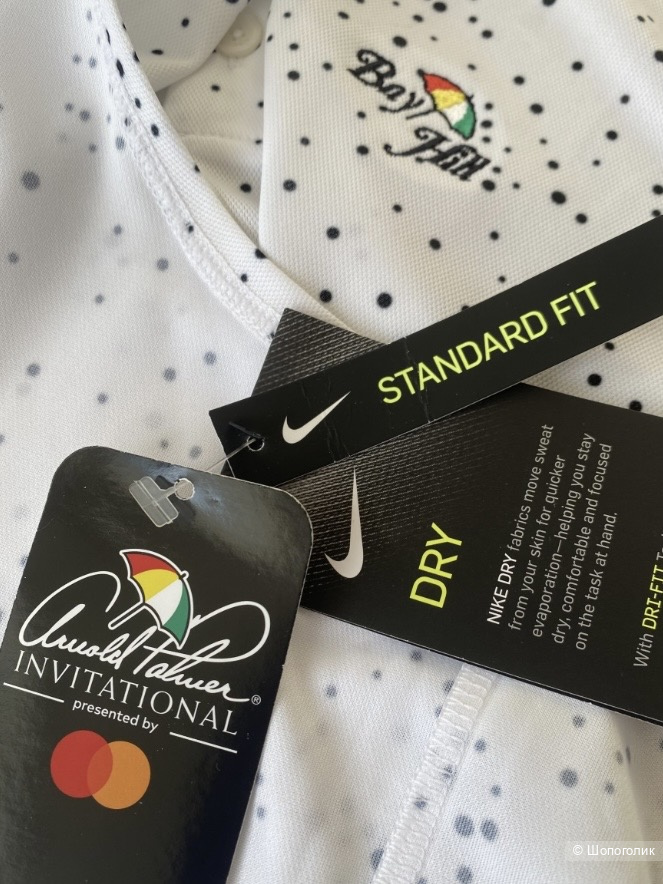 Bay
Hill
STANDARD FIT
DRY
NIKE DRY fabrics move sweat
from your skin for quicker
evaporation—helping you stay
dry, comfortable and focused
on the task at hand.
With DRI-FIT
Arnold Palmer
INVITATIONAL®
presented by
© Шопоголик